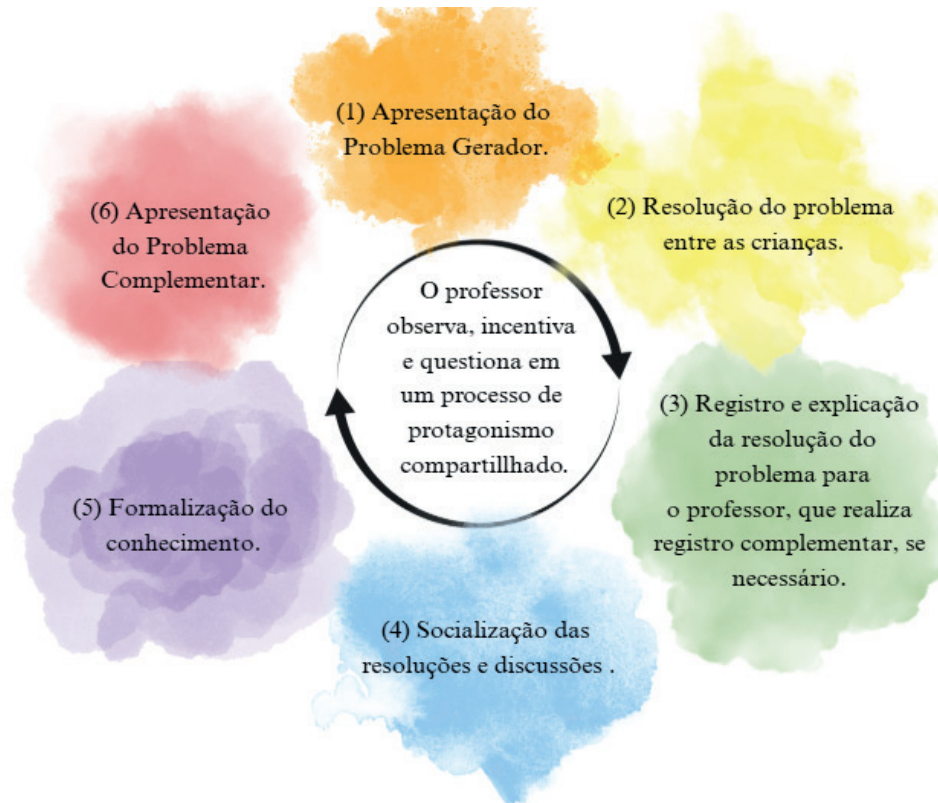 (1) Apresentação do
Problema Gerador.
(2) Resolução do problema
entre as crianças.
(3) Registro e explicação
da resolução do
problema para
o professor, que realiza
registro complementar, se
necessário.
(4) Socialização das
resoluções e discussões .
(5) Formalização do
conhecimento.
(6) Apresentação
do Problema
Complementar.
O professor
observa, incentiva
e questiona em
um processo de
protagonismo
compartillhado.